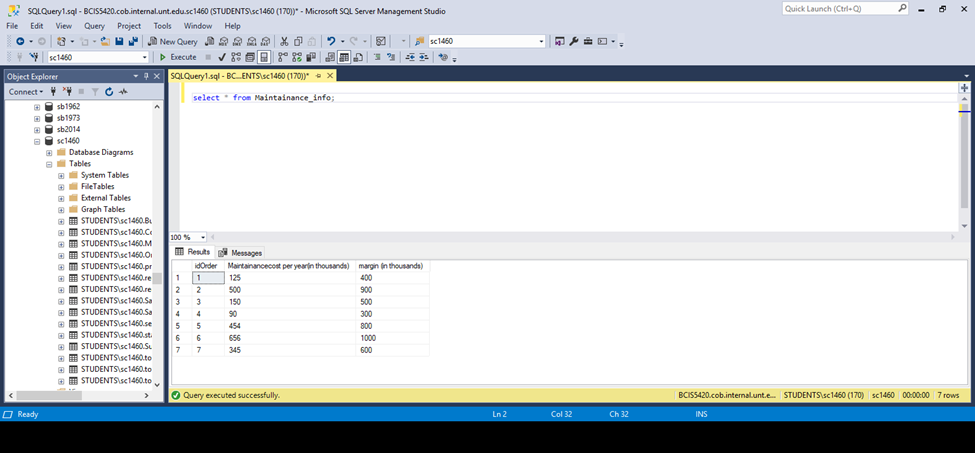 SQLQuery1.sql - BCIS5420.cob.internal.unt.edu.sc1460 (STUDENTS\sc1460 (170))* - Microsoft SQL Server Management Studio
Quick Launch (Ctrl+Q)
File Edit View Query Project Tools Window Help
New Query
sc1460
sc1460
Execute
Object Explorer
Connect
sb1962
sb1973
sb2014
sc1460
Database Diagrams
Tables
System Tables
FileTables
External Tables
Graph Tables
STUDENTS\sc1460.Bu
STUDENTS\sc1460.Cc
STUDENTS\sc1460.M
STUDENTS\sc1460.Or
STUDENTS\sc1460.pr
STUDENTS\sc1460.re
STUDENTS\sc1460.re
STUDENTS\sc1460.Sa
STUDENTS\sc1460.Sa
STUDENTS\sc1460.se
STUDENTS\sc1460.sta
STUDENTS\sc1460.Su
STUDENTS\sc1460.to
STUDENTS\sc1460.to
STUDENTS\sc1460.to
SQLQuery1.sql - BC...ENTS\sc1460 (170))*
select * from Maintainance_info;
100 %
Results Messages
idOrder Maintainancecost per year(in thousands) margin (in thousands)
1 1 125 400
2 2 500 900
3 3 150 500
4 4 90 300
5 5 454 800
6 6 656 1000
7 7 345 600
Query executed successfully. BCIS5420.cob.internal.unt.e... STUDENTS\sc1460 (170) sc1460 00:00:00 7 rows
Ready Ln 2 Col 32 Ch 32 INS